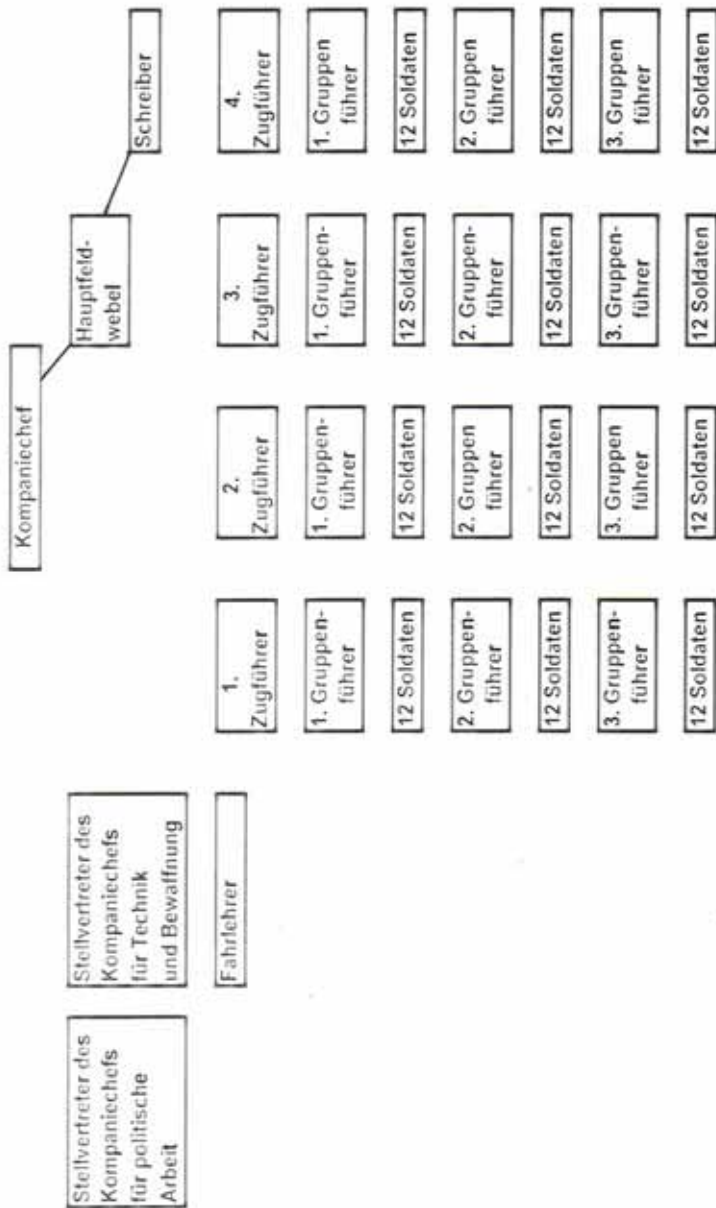 Kompaniechef
Stellvertreter des
Kompaniechefs
für politische
Arbeit
Stellvertreter des
Kompaniechefs
für Technik
und Bewaffnung
Hauptfeld-
webel
Schreiber
Fahrlehrer
1.
Zugführer
2.
Zugführer
3.
Zugführer
4.
Zugführer
1. Gruppen-
führer
1. Gruppen-
führer
1. Gruppen-
führer
1. Gruppen
führer
12 Soldaten
12 Soldaten
12 Soldaten
12 Soldaten
2. Gruppen-
führer
2. Gruppen
führer
2. Gruppen-
führer
2. Gruppen
führer
12 Soldaten
12 Soldaten
12 Soldaten
12 Soldaten
3. Gruppen-
führer
3. Gruppen
führer
3. Gruppen-
führer
3. Gruppen
führer
12 Soldaten
12 Soldaten
12 Soldaten
12 Soldaten